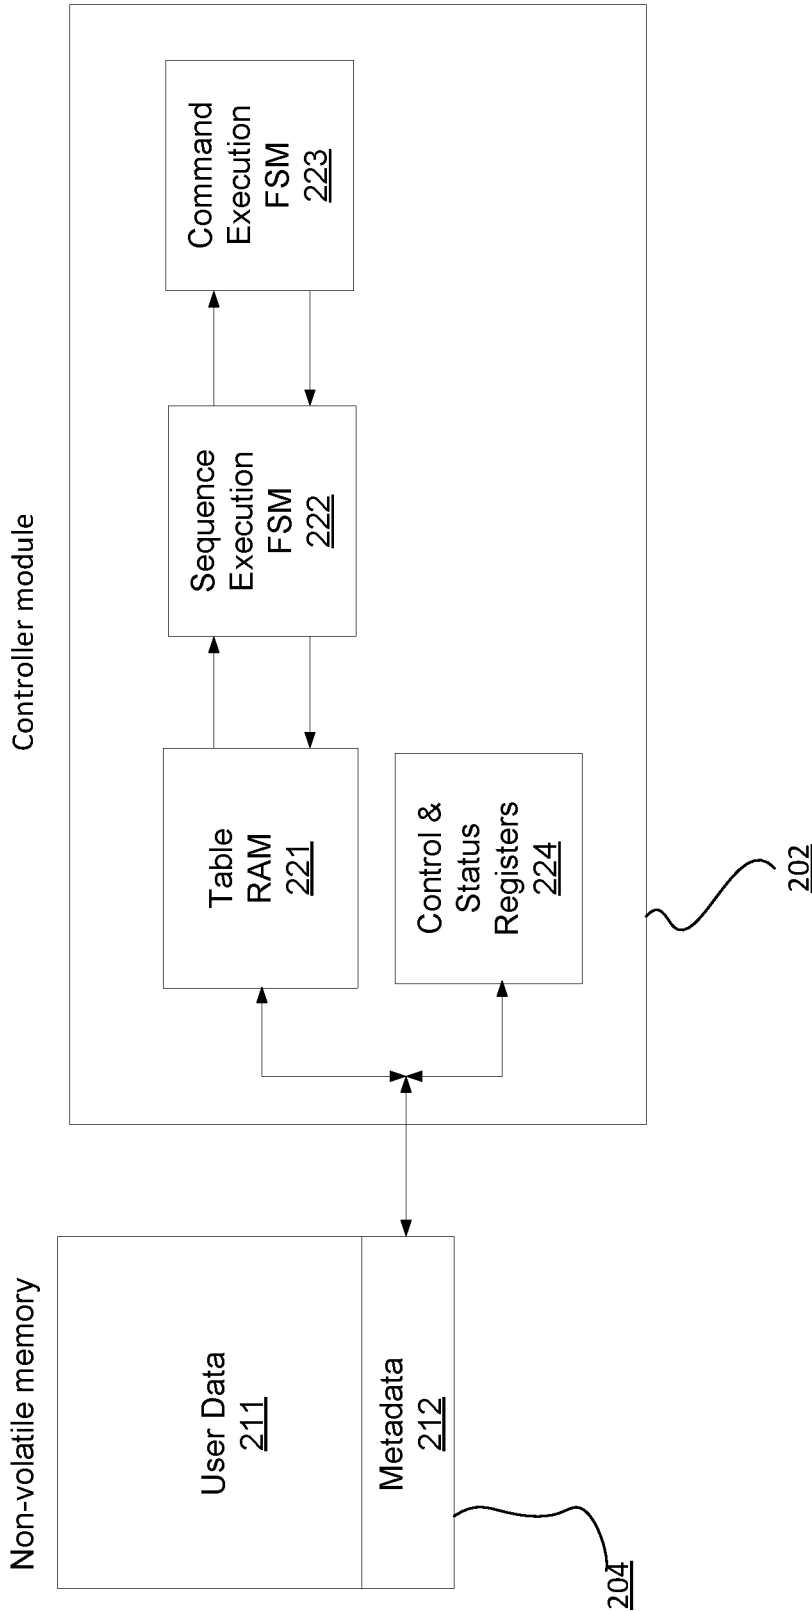 Non-volatile memory
User Data
211
Metadata
212
204
Controller module
Table
RAM
221
Control &
Status
Registers
224
Sequence
Execution
FSM
222
Command
Execution
FSM
223
202